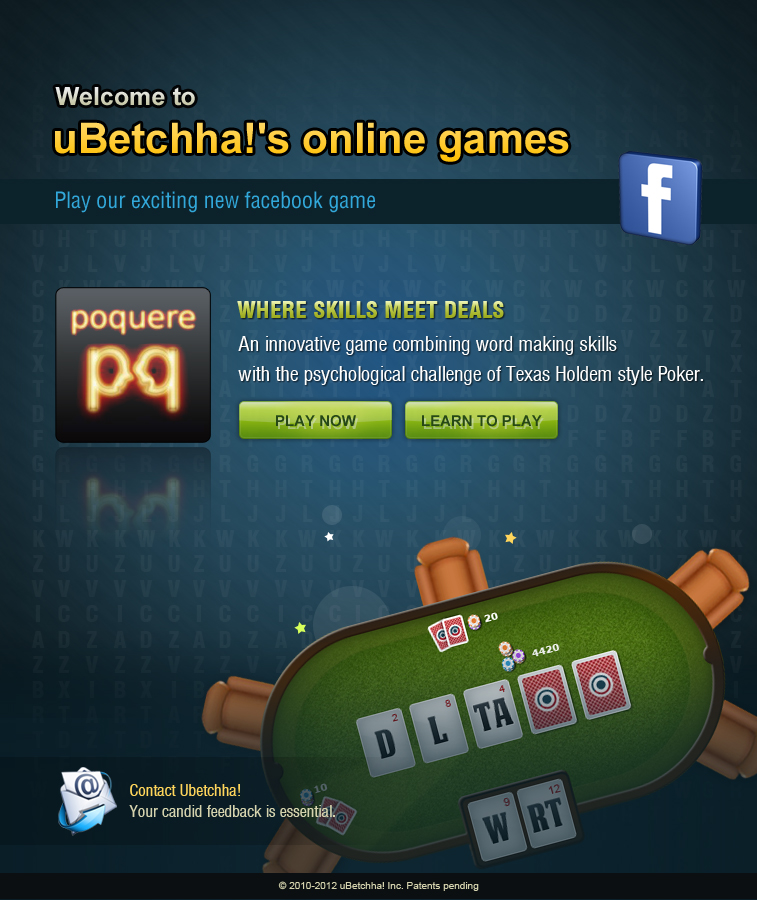 Welcome to
uBetchha!'s online games
Play our exciting new facebook game
f
poquere
pq
WHERE SKILLS MEET DEALS
An innovative game combining word making skills
with the psychological challenge of Texas Holdem style Poker.
PLAY NOW
LEARN TO PLAY
20
4420
2
D
8
L
4
TA
9
W
12
RT
10
@
Contact Ubetchha!
Your candid feedback is essential.
© 2010-2012 uBetchha! Inc. Patents pending